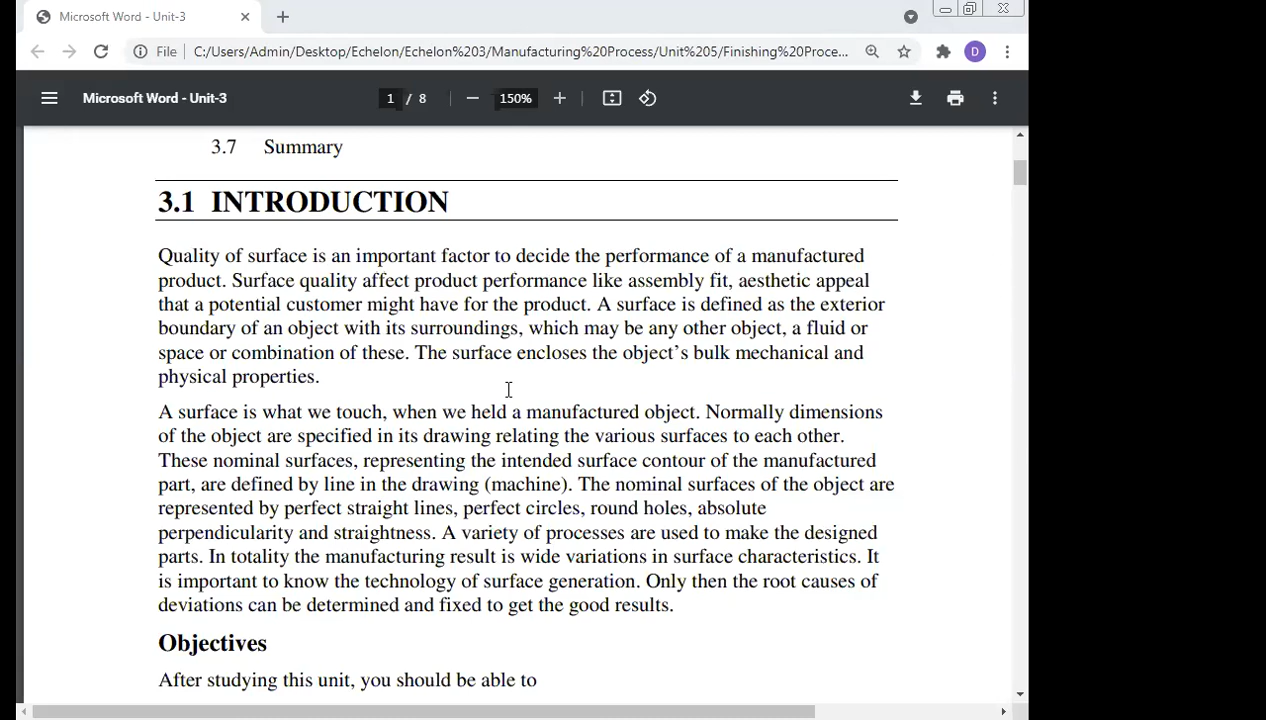 Microsoft Word - Unit-3
File C:/Users/Admin/Desktop/Echelon/Echelon%203/Manufacturing%20Process/Unit%205/Finishing%20Proce... D
Microsoft Word - Unit-3 1 / 8 150%
3.7 Summary
3.1 INTRODUCTION
Quality of surface is an important factor to decide the performance of a manufactured
product. Surface quality affect product performance like assembly fit, aesthetic appeal
that a potential customer might have for the product. A surface is defined as the exterior
boundary of an object with its surroundings, which may be any other object, a fluid or
space or combination of these. The surface encloses the object’s bulk mechanical and
physical properties.
A surface is what we touch, when we held a manufactured object. Normally dimensions
of the object are specified in its drawing relating the various surfaces to each other.
These nominal surfaces, representing the intended surface contour of the manufactured
part, are defined by line in the drawing (machine). The nominal surfaces of the object are
represented by perfect straight lines, perfect circles, round holes, absolute
perpendicularity and straightness. A variety of processes are used to make the designed
parts. In totality the manufacturing result is wide variations in surface characteristics. It
is important to know the technology of surface generation. Only then the root causes of
deviations can be determined and fixed to get the good results.
Objectives
After studying this unit, you should be able to